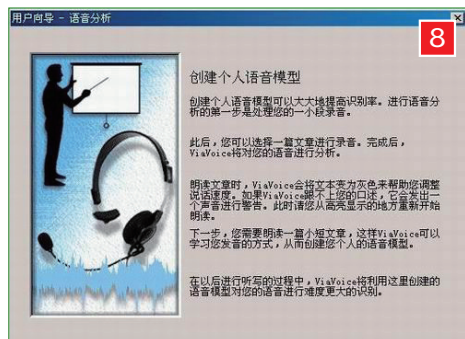 用户向导 - 语音分析
8
创建个人语音模型
创建个人语音模型可以大大地提高识别率。进行语音分
析的第一步是处理您的一小段录音。
此后，您可以选择一篇文章进行录音。完成后，
ViaVoice将对您的语音进行分析。
朗读文章时，ViaVoice会将文本变为灰色来帮助您调整
说话速度。如果ViaVoice跟不上您的口述，它会发出一
个声音进行警告。此时请您从高亮显示的地方重新开始
朗读。
下一步，您需要朗读一篇小短文章，这样ViaVoice可以
学习您发音的方式，从而创建您个人的语音模型。
在以后进行听写的过程中，ViaVoice将利用这里创建的
语音模型对您的语音进行难度更大的识别。